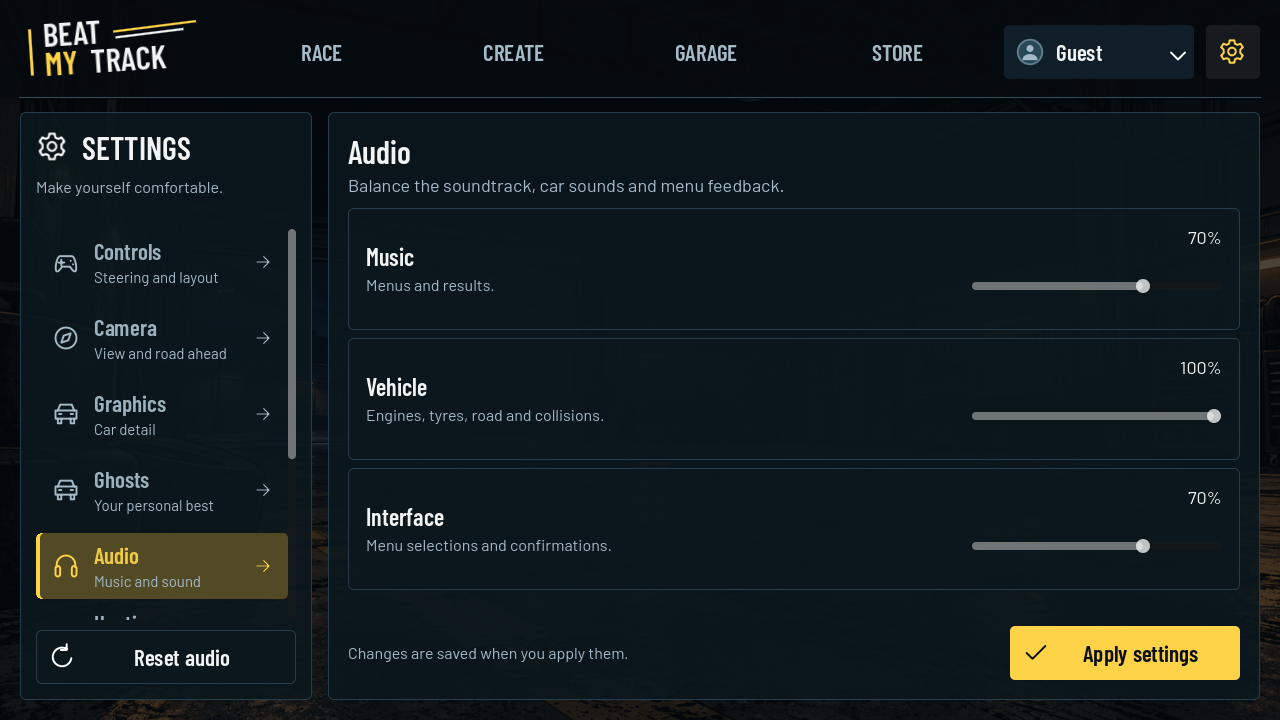 BEAT
MY TRACK
RACE
CREATE
GARAGE
STORE
Guest
SETTINGS
Make yourself comfortable.
Controls
Steering and layout
Camera
View and road ahead
Graphics
Car detail
Ghosts
Your personal best
Audio
Music and sound
Reset audio
Audio
Balance the soundtrack, car sounds and menu feedback.
Music
Menus and results.
70%
Vehicle
Engines, tyres, road and collisions.
100%
Interface
Menu selections and confirmations.
70%
Changes are saved when you apply them.
Apply settings